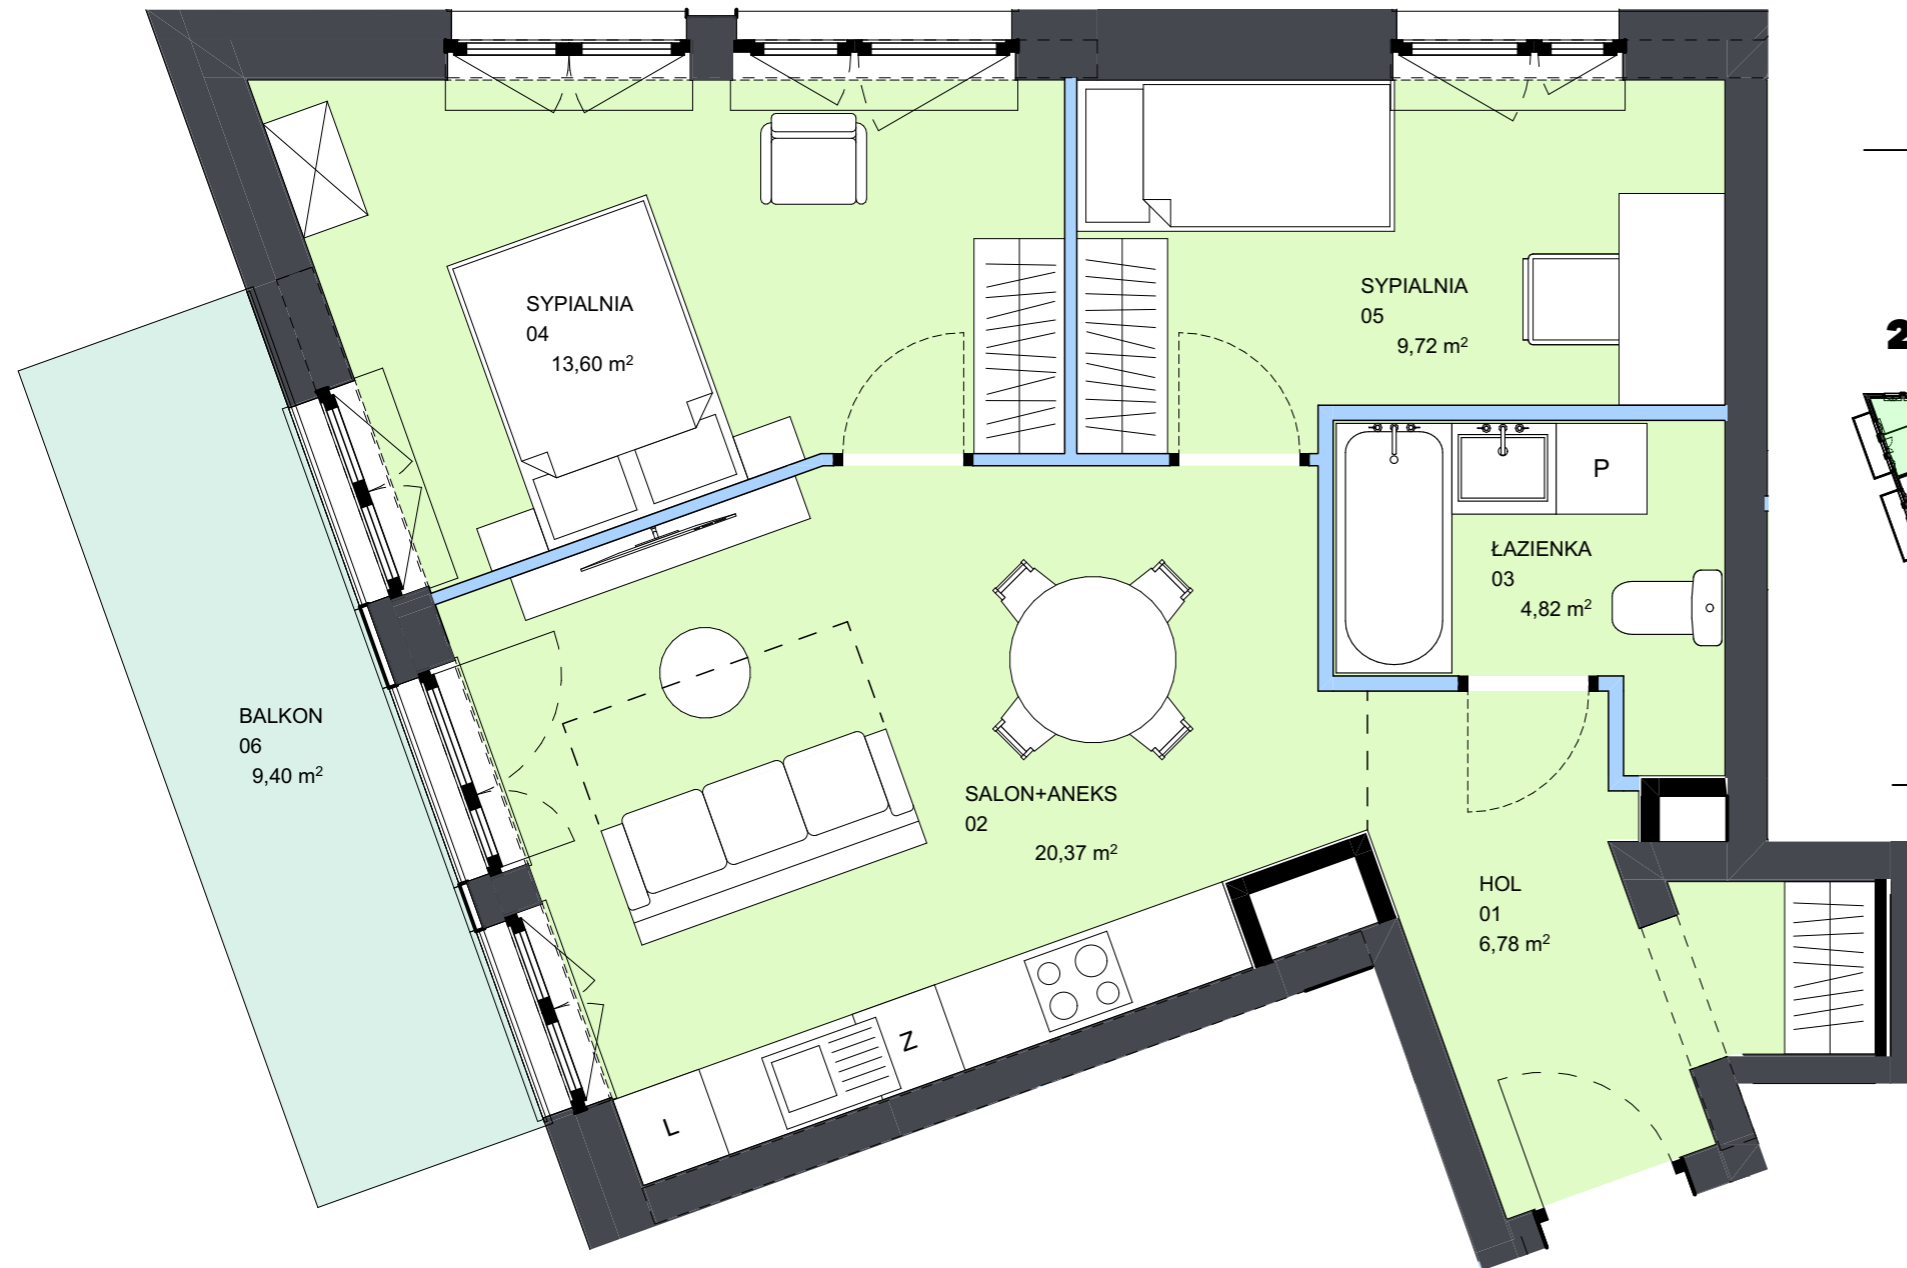 SYPIALNIA
04
13,60 m²
SYPIALNIA
05
9,72 m²
2
P
ŁAZIENKA
03
4,82 m²
BALKON
06
9,40 m²
SALON+ANEKS
02
20,37 m²
HOL
01
6,78 m²
Z
L